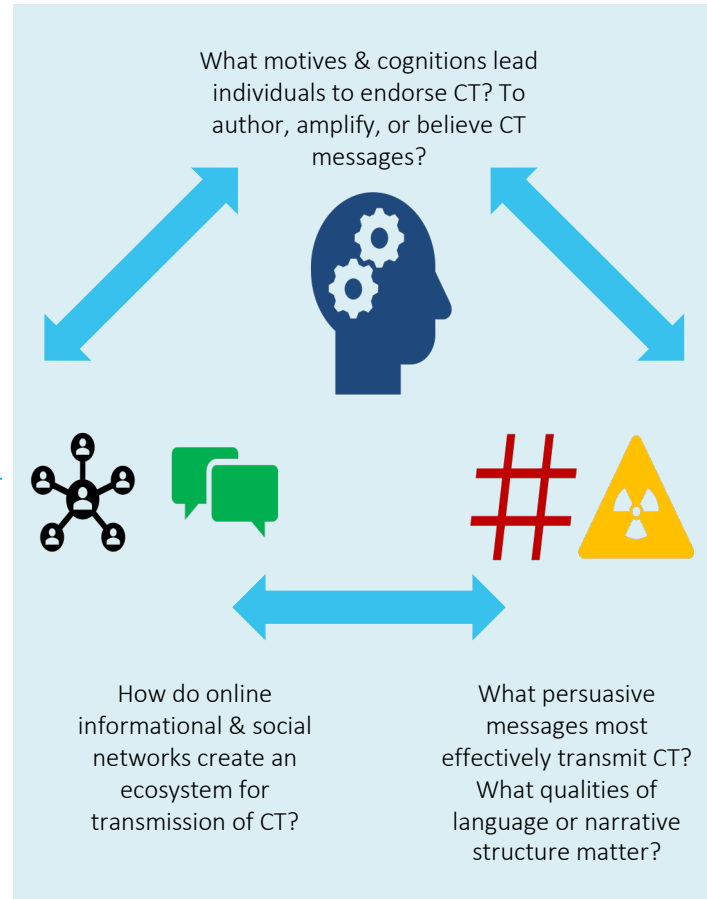 What motives & cognitions lead
individuals to endorse CT? To
author, amplify, or believe CT
messages?
How do online
informational & social
networks create an
ecosystem for
transmission of CT?
What persuasive
messages most
effectively transmit CT?
What qualities of
language or narrative
structure matter?